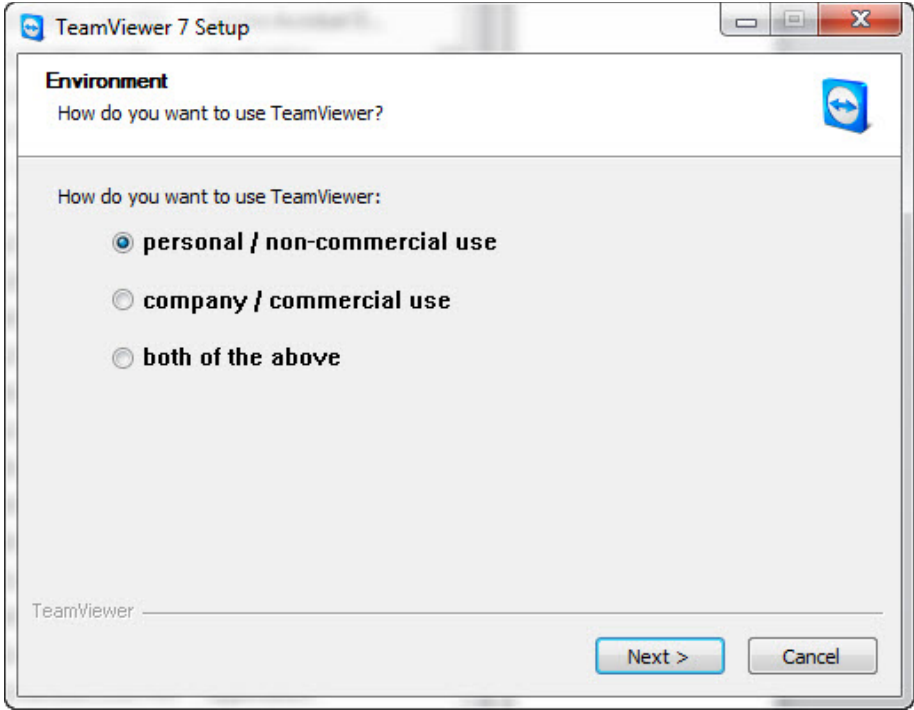 TeamViewer 7 Setup
Environment
How do you want to use TeamViewer?
How do you want to use TeamViewer:
personal / non-commercial use
company / commercial use
both of the above
TeamViewer
Next >
Cancel